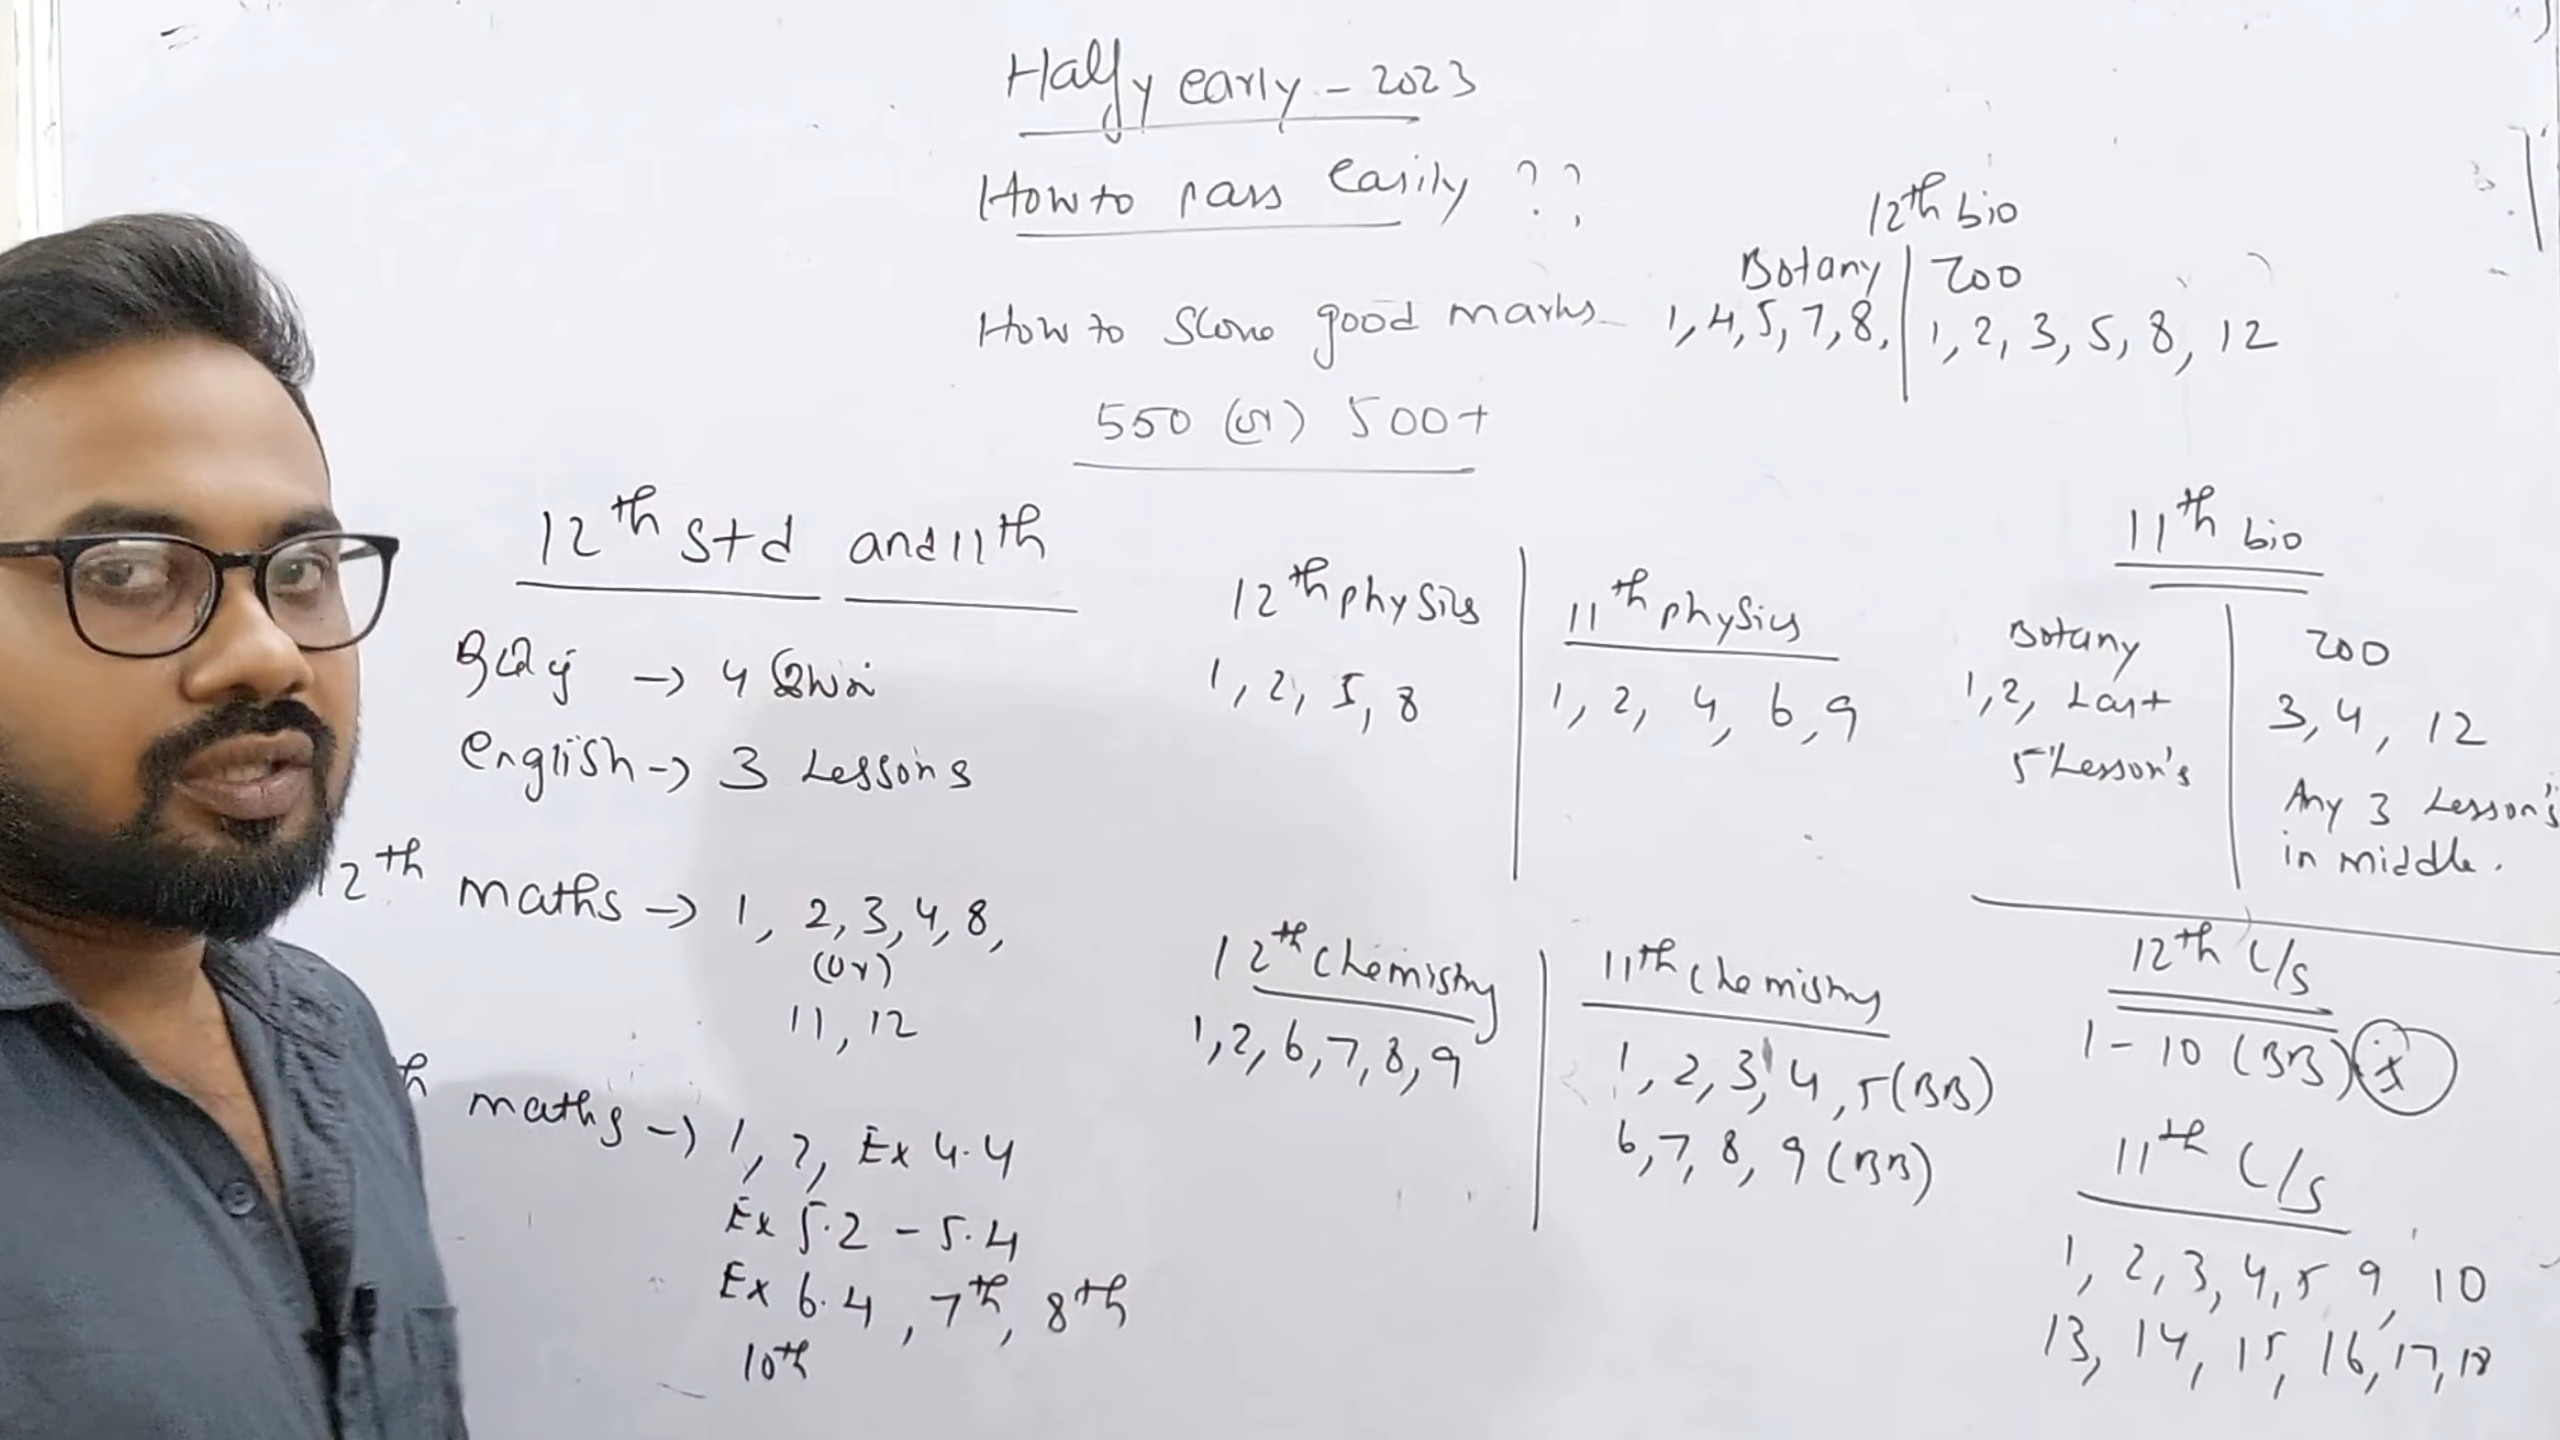 Half yearly - 2023
How to pass easily ??
How to score good marks
550 (or) 500+
12th bio
Botany | Zoo
1, 4, 5, 7, 8, | 1, 2, 3, 5, 8, 12
12th std and 11th
தமிழ் → 4 இயல்
english → 3 Lessons
12th maths → 1, 2, 3, 4, 8,
(or)
11, 12
th maths → 1, 2, Ex 4.4
Ex 5.2 - 5.4
Ex 6.4, 7th, 8th
10th
12th physics
1, 2, 5, 8
11th physics
1, 2, 4, 6, 9
12th chemistry
1, 2, 6, 7, 8, 9
11th chemistry
1, 2, 3, 4, 5 (BB)
6, 7, 8, 9 (BB)
11th bio
Botany
1, 2, Last
5 Lesson's
Zoo
3, 4, 12
Any 3 Lesson's
in middle.
12th C/S
1 - 10 (BB)
11th C/S
1, 2, 3, 4, 5 9, 10
13, 14, 15, 16, 17, 18